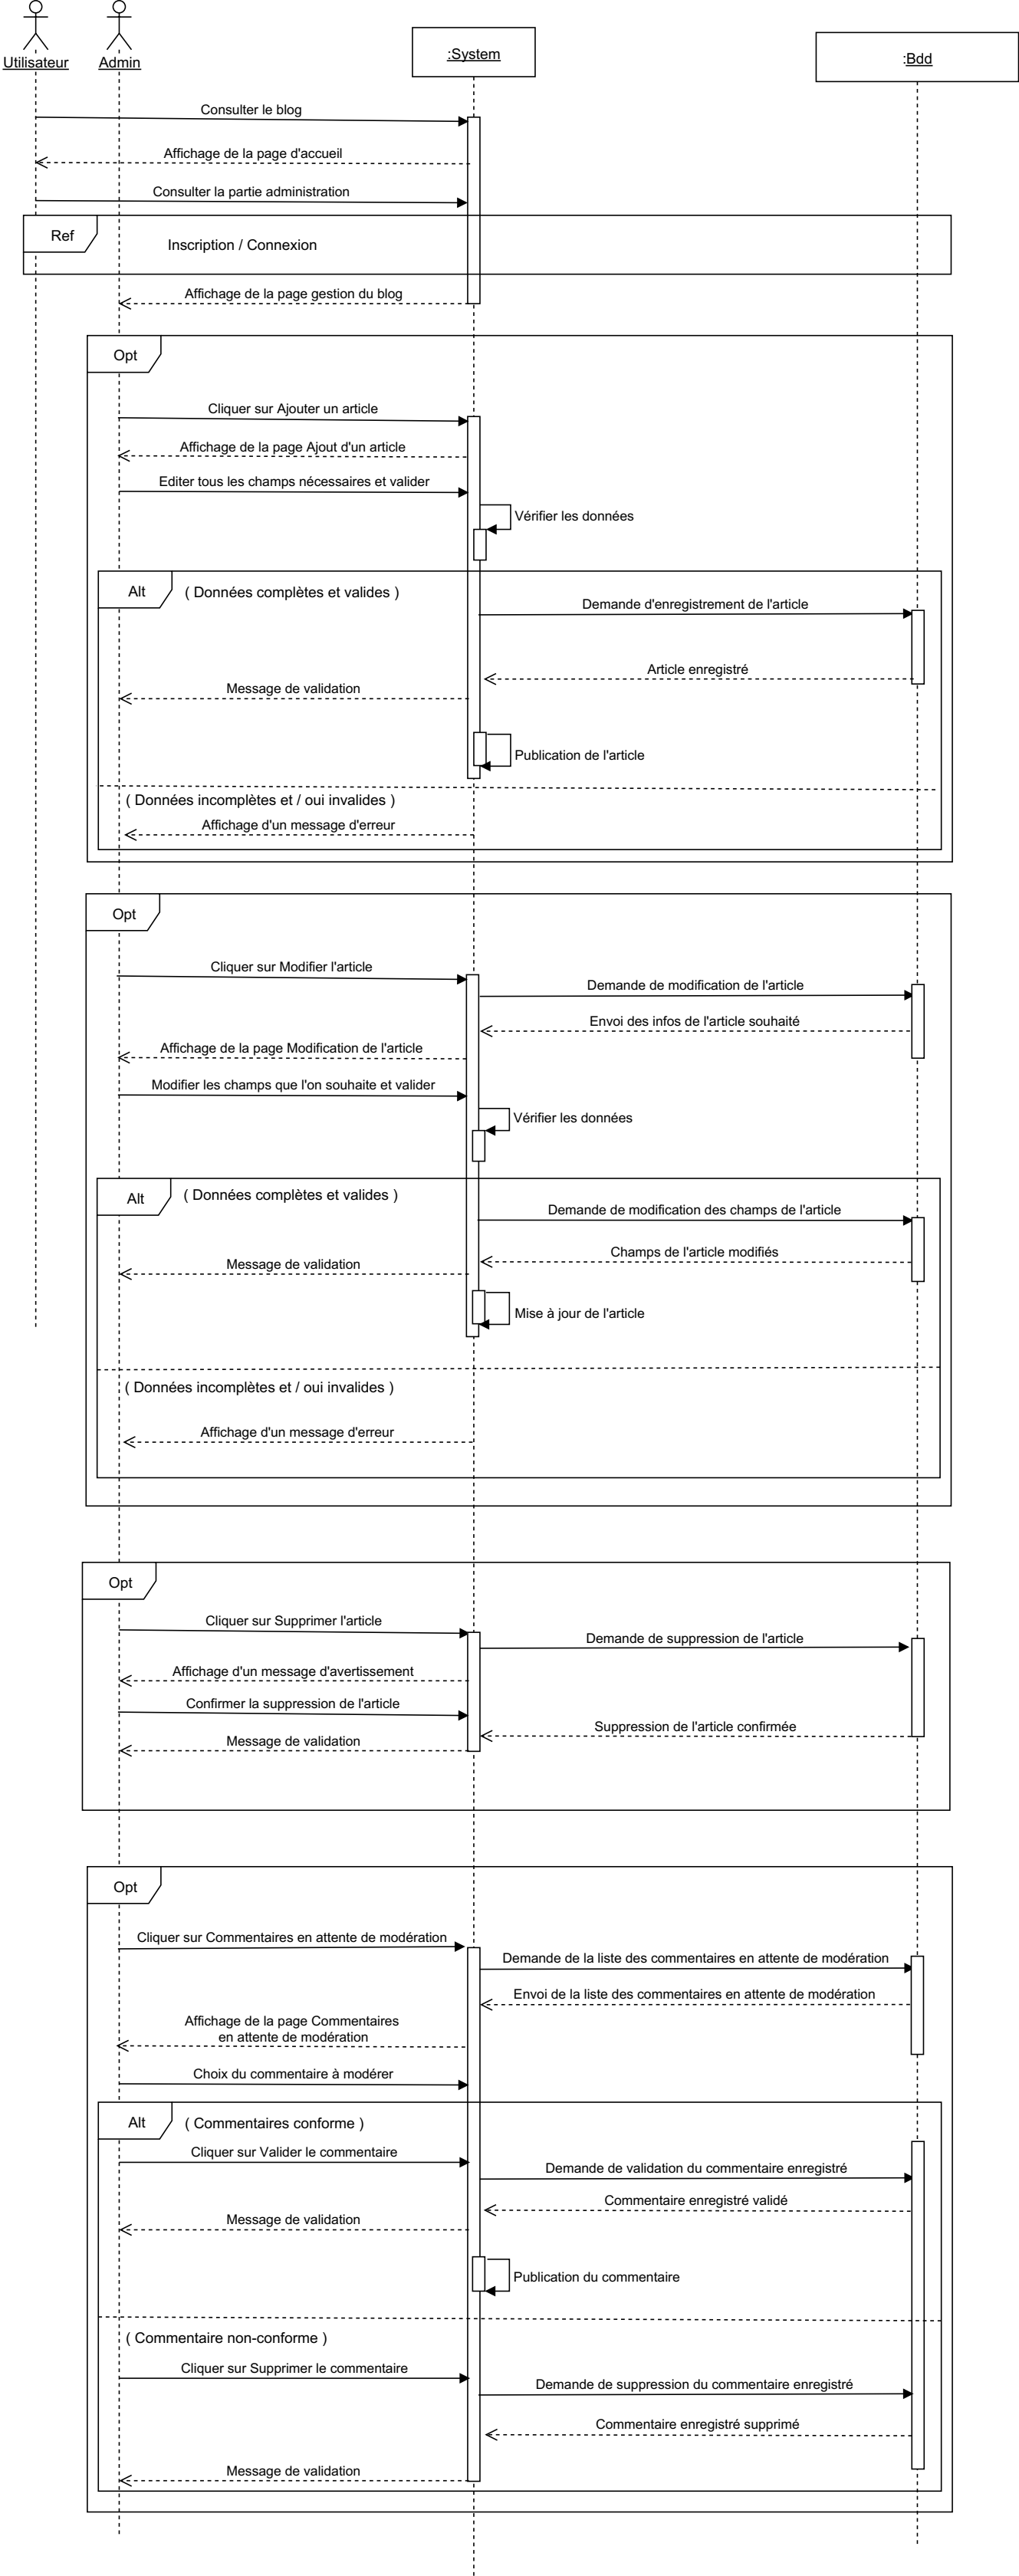 Utilisateur
Admin
:System
:Bdd
Consulter le blog
Affichage de la page d'accueil
Consulter la partie administration
Ref
Inscription / Connexion
Affichage de la page gestion du blog
Opt
Cliquer sur Ajouter un article
Affichage de la page Ajout d'un article
Editer tous les champs nécessaires et valider
Vérifier les données
Alt
( Données complètes et valides )
Demande d'enregistrement de l'article
Article enregistré
Message de validation
Publication de l'article
( Données incomplètes et / oui invalides )
Affichage d'un message d'erreur
Opt
Cliquer sur Modifier l'article
Demande de modification de l'article
Envoi des infos de l'article souhaité
Affichage de la page Modification de l'article
Modifier les champs que l'on souhaite et valider
Vérifier les données
Alt
( Données complètes et valides )
Demande de modification des champs de l'article
Champs de l'article modifiés
Message de validation
Mise à jour de l'article
( Données incomplètes et / oui invalides )
Affichage d'un message d'erreur
Opt
Cliquer sur Supprimer l'article
Demande de suppression de l'article
Affichage d'un message d'avertissement
Confirmer la suppression de l'article
Suppression de l'article confirmée
Message de validation
Opt
Cliquer sur Commentaires en attente de modération
Demande de la liste des commentaires en attente de modération
Envoi de la liste des commentaires en attente de modération
Affichage de la page Commentaires
en attente de modération
Choix du commentaire à modérer
Alt
( Commentaires conforme )
Cliquer sur Valider le commentaire
Demande de validation du commentaire enregistré
Commentaire enregistré validé
Message de validation
Publication du commentaire
( Commentaire non-conforme )
Cliquer sur Supprimer le commentaire
Demande de suppression du commentaire enregistré
Commentaire enregistré supprimé
Message de validation